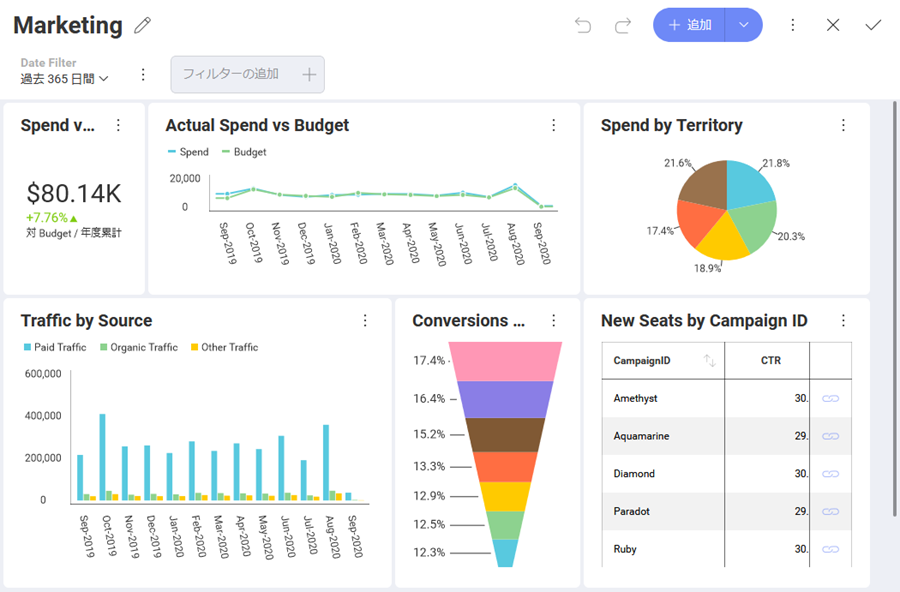 Marketing
追加
Date Filter
過去 365 日間
フィルターの追加
Spend v...
$80.14K
+7.76%▲
対 Budget / 年度累計
Actual Spend vs Budget
Spend Budget
20,000
0
Sep-2019 Oct-2019 Nov-2019 Dec-2019 Jan-2020 Feb-2020 Mar-2020 Apr-2020 May-2020 Jun-2020 Jul-2020 Aug-2020 Sep-2020
Spend by Territory
21.6% 21.8%
17.4% 20.3%
18.9%
Traffic by Source
Paid Traffic Organic Traffic Other Traffic
600,000
400,000
200,000
0
Sep-2019 Oct-2019 Nov-2019 Dec-2019 Jan-2020 Feb-2020 Mar-2020 Apr-2020 May-2020 Jun-2020 Jul-2020 Aug-2020 Sep-2020
Conversions ...
17.4%
16.4%
15.2%
13.3%
12.9%
12.5%
12.3%
New Seats by Campaign ID
CampaignID CTR
Amethyst 30.
Aquamarine 29.
Diamond 30.
Paradot 29.
Ruby 30.